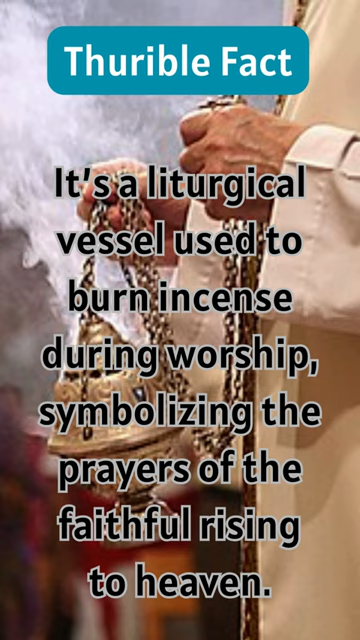 Thurible Fact
It's a liturgical
vessel used to
burn incense
during worship,
symbolizing the
prayers of the
faithful rising
to heaven.